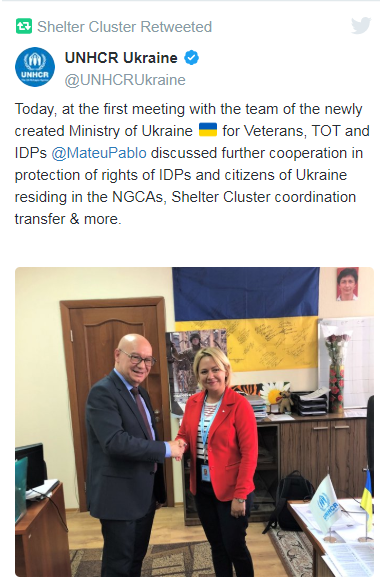 Shelter Cluster Retweeted
UNHCR
UNHCR Ukraine
@UNHCRUkraine
Today, at the first meeting with the team of the newly
created Ministry of Ukraine 🇺🇦 for Veterans, TOT and
IDPs @MateuPablo discussed further cooperation in
protection of rights of IDPs and citizens of Ukraine
residing in the NGCAs, Shelter Cluster coordination
transfer & more.
UNHCR